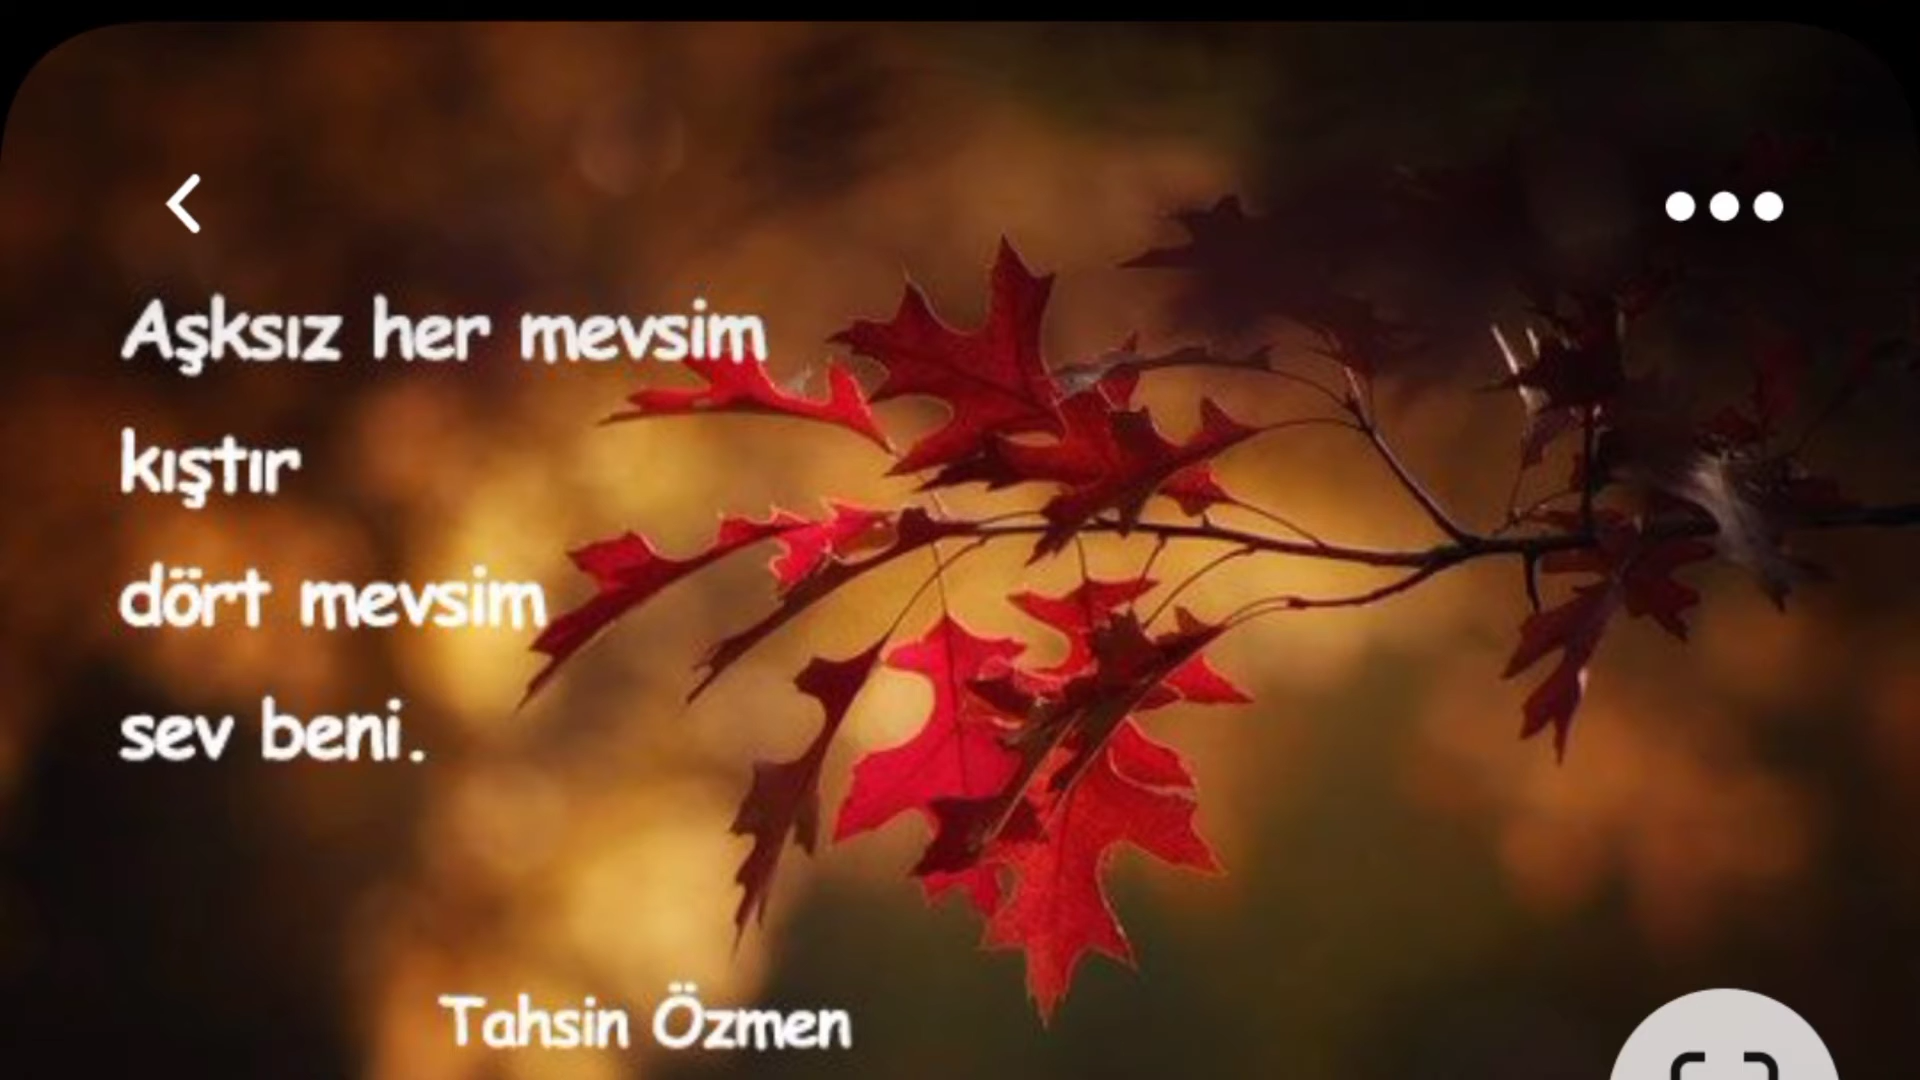 Aşksız her mevsim
kıştır
dört mevsim
sev beni.
Tahsin Özmen